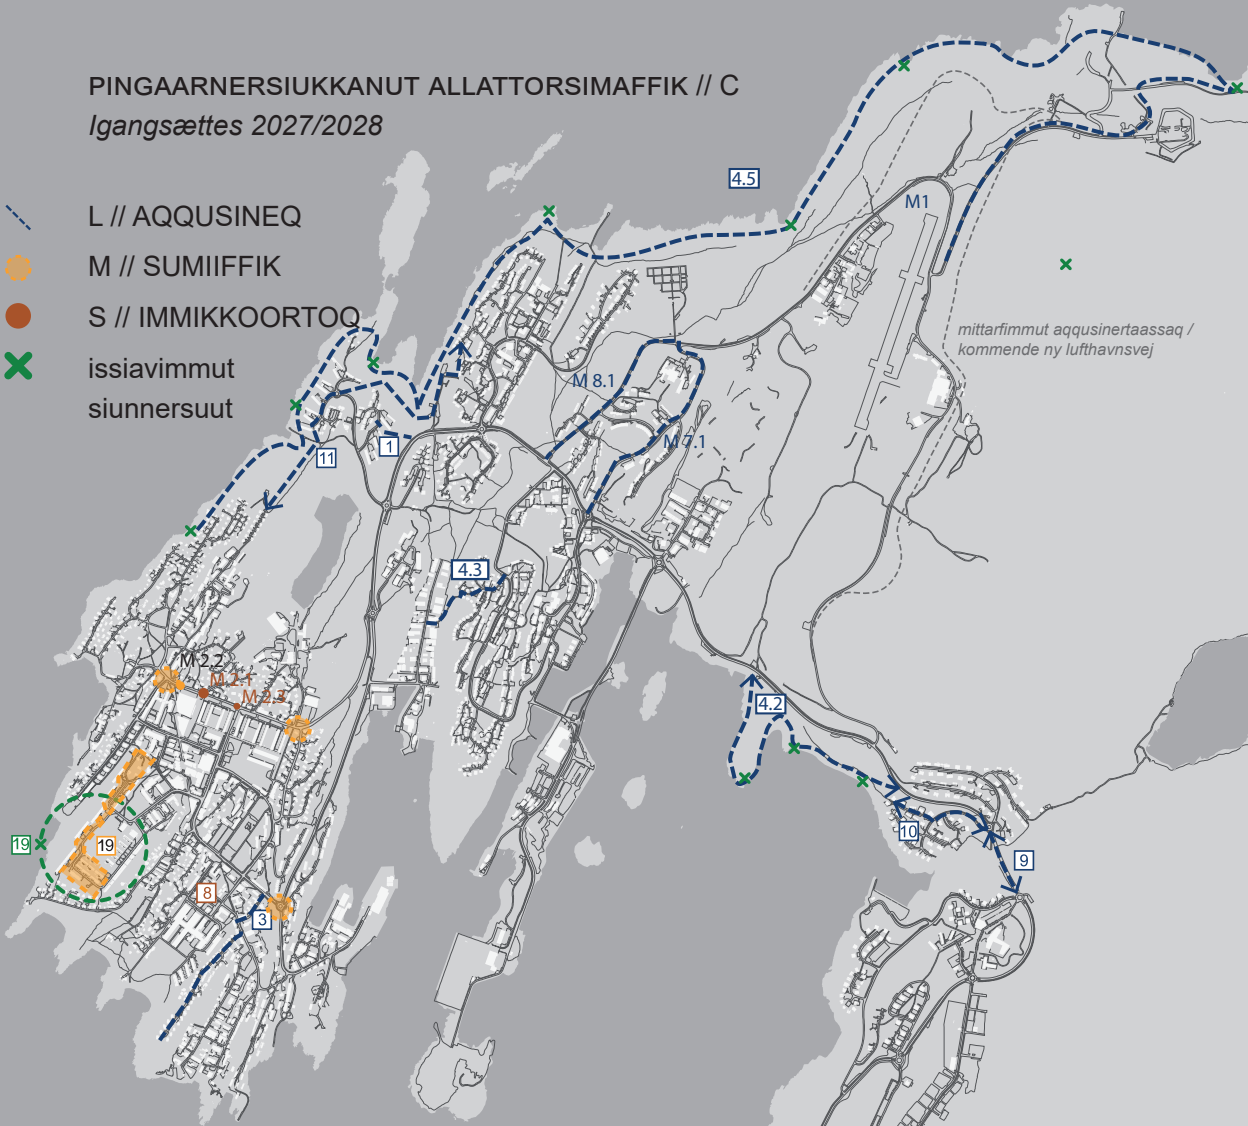 PINGAARNERSIUKKANUT ALLATTORSIMAFFIK // C
Igangsættes 2027/2028
L // AQQUSINEQ
M // SUMIIFFIK
S // IMMIKKOORTOQ
issiavimmut
siunnersuut
4.5
M1
mittarfimmut aqqusinertaassaq /
kommende ny lufthavnsvej
M 8.1
M 7.1
1
11
4.3
M 2.2
M 2.1
M 2.3
4.2
10
9
19
19
8
3